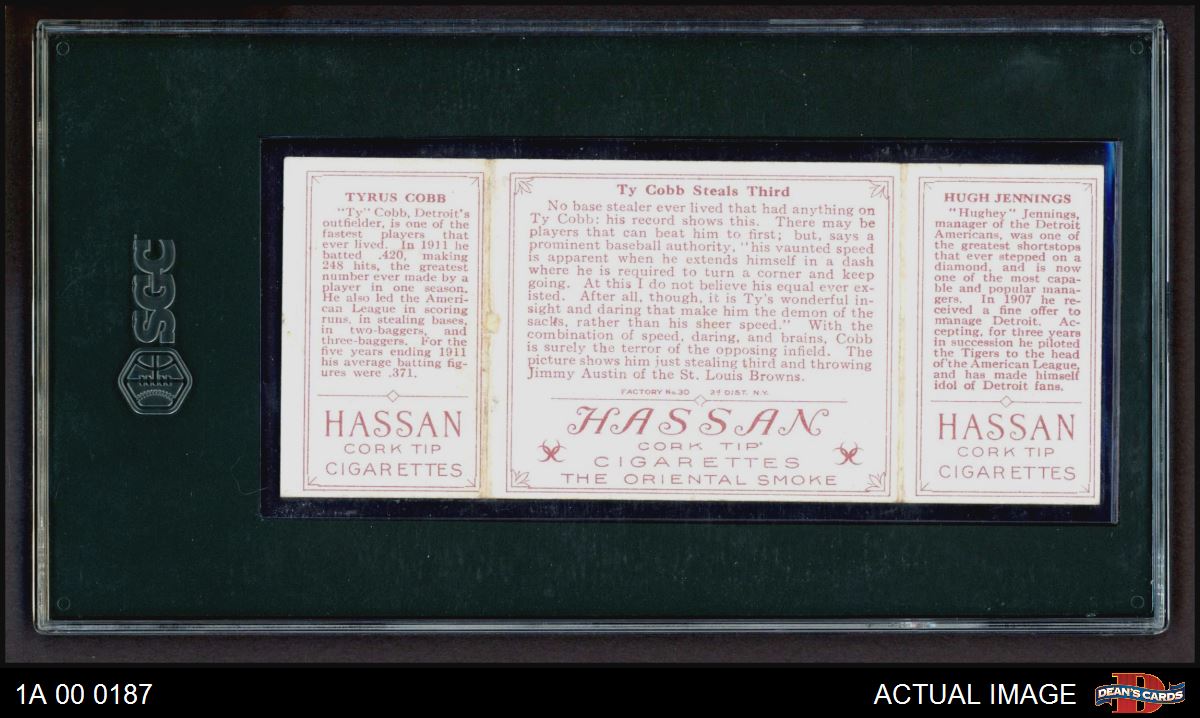 SGC
TYRUS COBB
"Ty" Cobb, Detroit's
outfielder, is one of the
fastest players that
ever lived. In 1911 he
batted .420, making
248 hits, the greatest
number ever made by a
player in one season.
He also led the Ameri-
can League in scoring
runs, in stealing bases,
in two-baggers, and
three-baggers. For the
five years ending 1911
his average batting fig-
ures were .371.
HASSAN
CORK TIP
CIGARETTES
Ty Cobb Steals Third
No base stealer ever lived that had anything on
Ty Cobb: his record shows this. There may be
players that can beat him to first; but, says a
prominent baseball authority, "his vaunted speed
is apparent when he extends himself in a dash
where he is required to turn a corner and keep
going. At this I do not believe his equal ever ex-
isted. After all, though, it is Ty's wonderful in-
sight and daring that make him the demon of the
sacks, rather than his sheer speed." With the
combination of speed, daring, and brains, Cobb
is surely the terror of the opposing infield. The
picture shows him just stealing third and throwing
Jimmy Austin of the St. Louis Browns.
FACTORY No. 30 2d DIST. N.Y.
HASSAN
CORK TIP
CIGARETTES
THE ORIENTAL SMOKE
HUGH JENNINGS
"Hughey" Jennings,
manager of the Detroit
Americans, was one of
the greatest shortstops
that ever stepped on a
diamond, and is now
one of the most capa-
ble and popular mana-
gers. In 1907 he re-
ceived a fine offer to
manage Detroit. Ac-
cepting, for three years
in succession he piloted
the Tigers to the head
of the American League,
and has made himself
idol of Detroit fans.
HASSAN
CORK TIP
CIGARETTES
1A 00 0187
ACTUAL IMAGE
DEAN'S CARDS